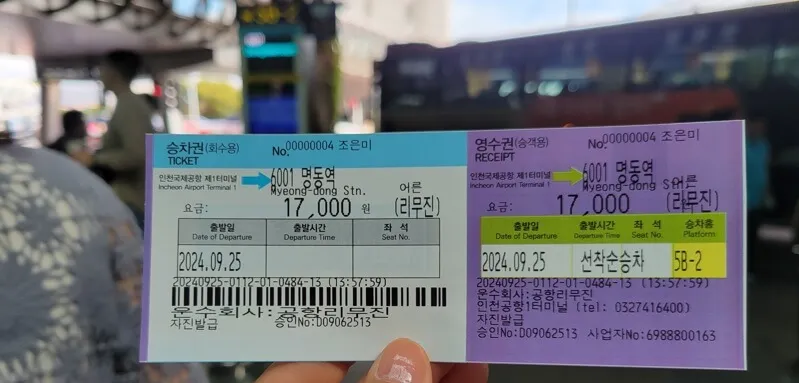 승차권(회수용)
TICKET
No.00000004 조은미
인천국제공항 제1터미널
Incheon Airport Terminal 1
6001 명동역
Myeong-dong Stn.
어른
요금: 17,000 원 (리무진)
출발일 출발시간 좌 석
Date of Departure Departure Time Seat No.
2024.09.25
20240925-0112-01-0484-13 (13:57:59)
운수회사:공항리무진
자진발급 승인No:D09062513
영수권(승객용)
RECEIPT
No.00000004 조은미
인천국제공항 제1터미널
Incheon Airport Terminal 1
6001 명동역
Myeong-dong Stn.
어른
요금: 17,000 (리무진)
출발일 출발시간 좌 석 승차홈
Date of Departure Departure Time Seat No. Platform
2024.09.25 선착순승차 5B-2
20240925-0112-01-0484-13 (13:57:59)
운수회사:공항리무진
인천공항1터미널 (tel: 0327416400)
자진발급
승인No:D09062513 사업자No:6988800163